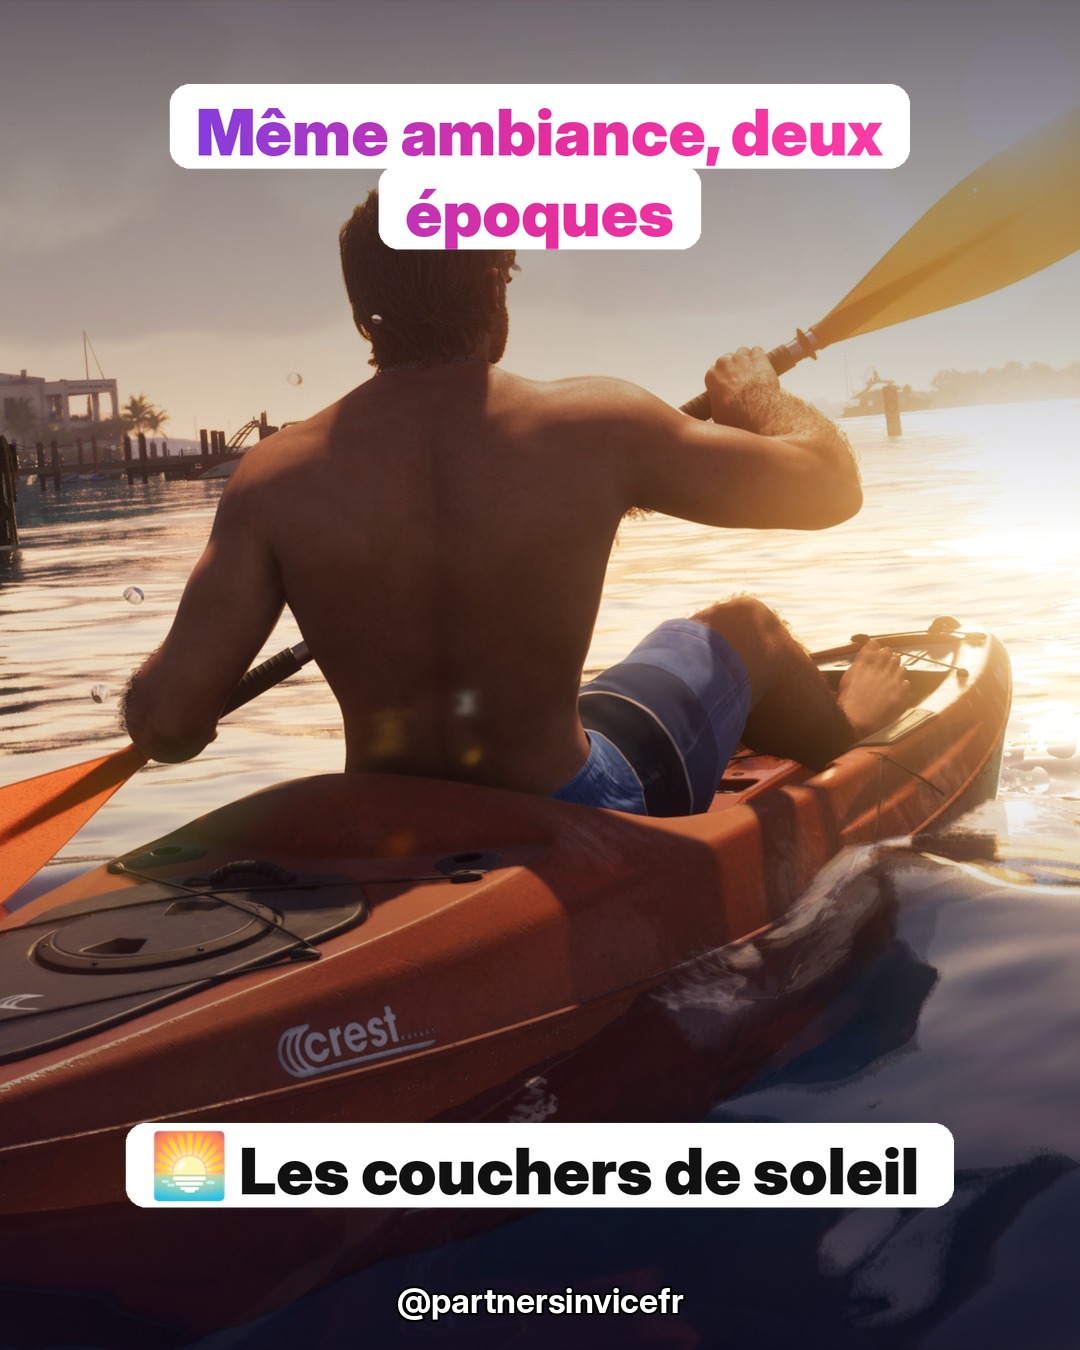 Même ambiance, deux
époques
crest
🌅 Les couchers de soleil
@partnersinvicefr